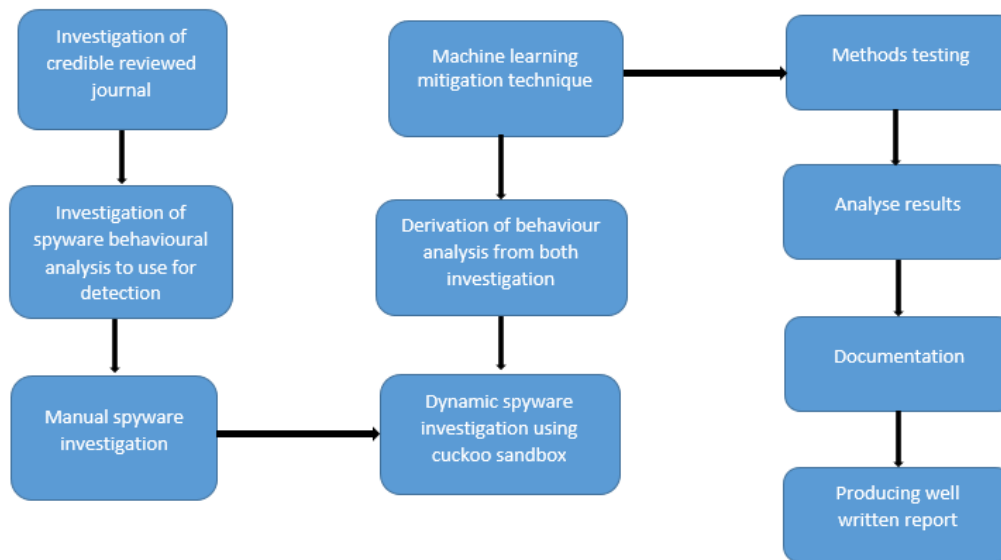 Investigation of
credible reviewed
journal
Investigation of
spyware behavioural
analysis to use for
detection
Manual spyware
investigation
Machine learning
mitigation technique
Derivation of behaviour
analysis from both
investigation
Dynamic spyware
investigation using
cuckoo sandbox
Methods testing
Analyse results
Documentation
Producing well
written report